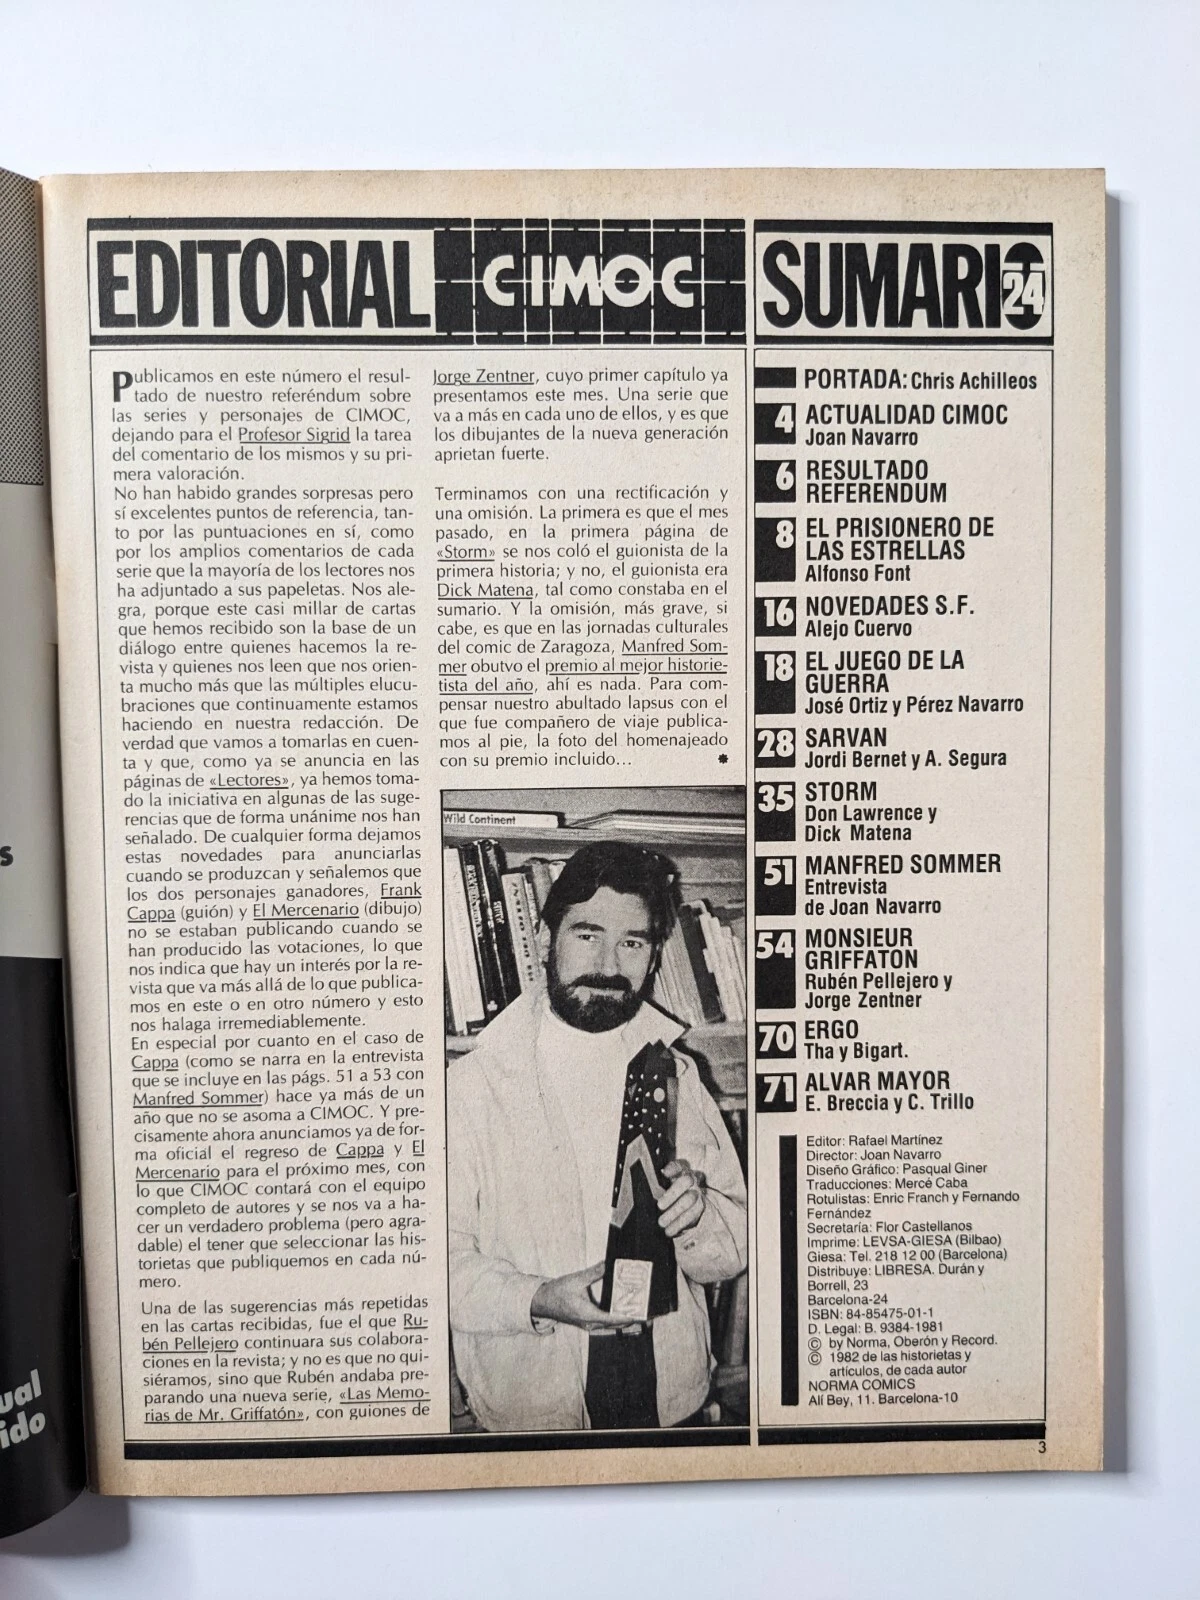 EDITORIAL
CIMOC
Publicamos en este número el resul-
tado de nuestro referéndum sobre
las series y personajes de CIMOC,
dejando para el Profesor Sigrid la tarea
del comentario de los mismos y su pri-
mera valoración.
No han habido grandes sorpresas pero
sí excelentes puntos de referencia, tan-
to por las puntuaciones en sí, como
por los amplios comentarios de cada
serie que la mayoría de los lectores nos
ha adjuntado a sus papeletas. Nos ale-
gra, porque este casi millar de cartas
que hemos recibido son la base de un
diálogo entre quienes hacemos la re-
vista y quienes nos leen que nos orien-
ta mucho más que las múltiples elucu-
braciones que continuamente estamos
haciendo en nuestra redacción. De
verdad que vamos a tomarlas en cuen-
ta y que, como ya se anuncia en las
páginas de «Lectores», ya hemos toma-
do la iniciativa en algunas de las suge-
rencias que de forma unánime nos han
señalado. De cualquier forma dejamos
estas novedades para anunciarlas
cuando se produzcan y señalemos que
los dos personajes ganadores, Frank
Cappa (guión) y El Mercenario (dibujo)
no se estaban publicando cuando se
han producido las votaciones, lo que
nos indica que hay un interés por la re-
vista que va más allá de lo que publica-
mos en este o en otro número y esto
nos halaga irremediablemente.
En especial por cuanto en el caso de
Cappa (como se narra en la entrevista
que se incluye en las págs. 51 a 53 con
Manfred Sommer) hace ya más de un
año que no se asoma a CIMOC. Y pre-
cisamente ahora anunciamos ya de for-
ma oficial el regreso de Cappa y El
Mercenario para el próximo mes, con
lo que CIMOC contará con el equipo
completo de autores y se nos va a ha-
cer un verdadero problema (pero agra-
dable) el tener que seleccionar las his-
torietas que publiquemos en cada nú-
mero.
Una de las sugerencias más repetidas
en las cartas recibidas, fue el que Ru-
bén Pellejero continuara sus colabora-
ciones en la revista; y no es que no qui-
siéramos, sino que Rubén andaba pre-
parando una nueva serie, «Las Memo-
rias de Mr. Griffatón», con guiones de
Jorge Zentner, cuyo primer capítulo ya
presentamos este mes. Una serie que
va a más en cada uno de ellos, y es que
los dibujantes de la nueva generación
aprietan fuerte.
Terminamos con una rectificación y
una omisión. La primera es que el mes
pasado, en la primera página de
«Storm» se nos coló el guionista de la
primera historia; y no, el guionista era
Dick Matena, tal como constaba en el
sumario. Y la omisión, más grave, si
cabe, es que en las jornadas culturales
del comic de Zaragoza, Manfred Som-
mer obutvo el premio al mejor historie-
tista del año, ahí es nada. Para com-
pensar nuestro abultado lapsus con el
que fue compañero de viaje publica-
mos al pie, la foto del homenajeado
con su premio incluido...
Wild Continent
SUMARIO
24
PORTADA: Chris Achilleos
4 ACTUALIDAD CIMOC
Joan Navarro
6 RESULTADO
REFERENDUM
8 EL PRISIONERO DE
LAS ESTRELLAS
Alfonso Font
16 NOVEDADES S.F.
Alejo Cuervo
18 EL JUEGO DE LA
GUERRA
José Ortiz y Pérez Navarro
28 SARVAN
Jordi Bernet y A. Segura
35 STORM
Don Lawrence y
Dick Matena
51 MANFRED SOMMER
Entrevista
de Joan Navarro
54 MONSIEUR
GRIFFATON
Rubén Pellejero y
Jorge Zentner
70 ERGO
Tha y Bigart.
71 ALVAR MAYOR
E. Breccia y C. Trillo
Editor: Rafael Martínez
Director: Joan Navarro
Diseño Gráfico: Pasqual Giner
Traducciones: Mercé Caba
Rotulistas: Enric Franch y Fernando
Fernández
Secretaría: Flor Castellanos
Imprime: LEVSA-GIESA (Bilbao)
Giesa: Tel. 218 12 00 (Barcelona)
Distribuye: LIBRESA. Durán y
Borrell, 23
Barcelona-24
ISBN: 84-85475-01-1
D. Legal: B. 9384-1981
© by Norma, Oberón y Record.
© 1982 de las historietas y
artículos, de cada autor
NORMA COMICS
Alí Bey, 11. Barcelona-10
3
s
ual
ido